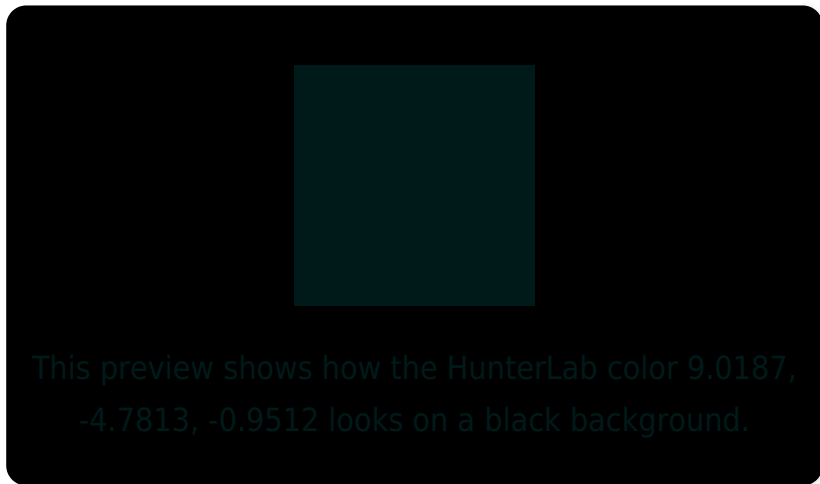 This preview shows how the HunterLab color 9.0187,
-4.7813, -0.9512 looks on a black background.